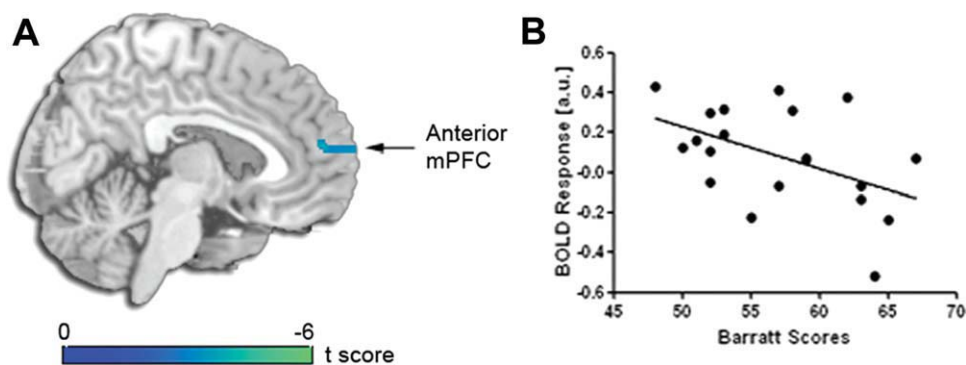 A
Anterior
mPFC
0
-6
t score
B
BOLD Response [a.u.]
0.6
0.4
0.2
-0.0
-0.2
-0.4
-0.6
45
50
55
60
65
70
Barratt Scores